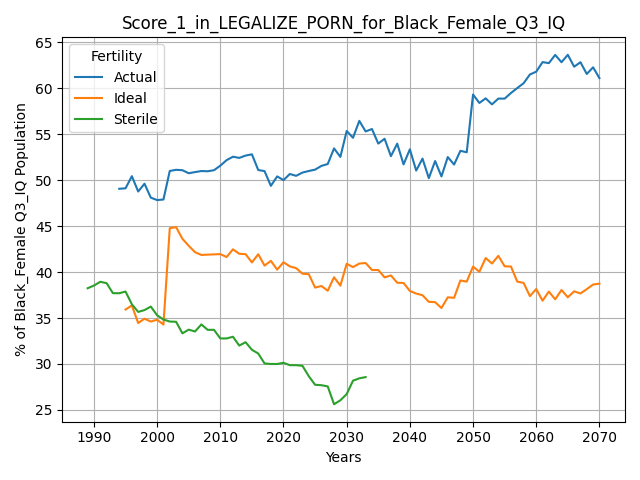 Score_1_in_LEGALIZE_PORN_for_Black_Female_Q3_IQ
Fertility
Actual
Ideal
Sterile
% of Black_Female Q3_IQ Population
65
60
55
50
45
40
35
30
25
1990 2000 2010 2020 2030 2040 2050 2060 2070
Years